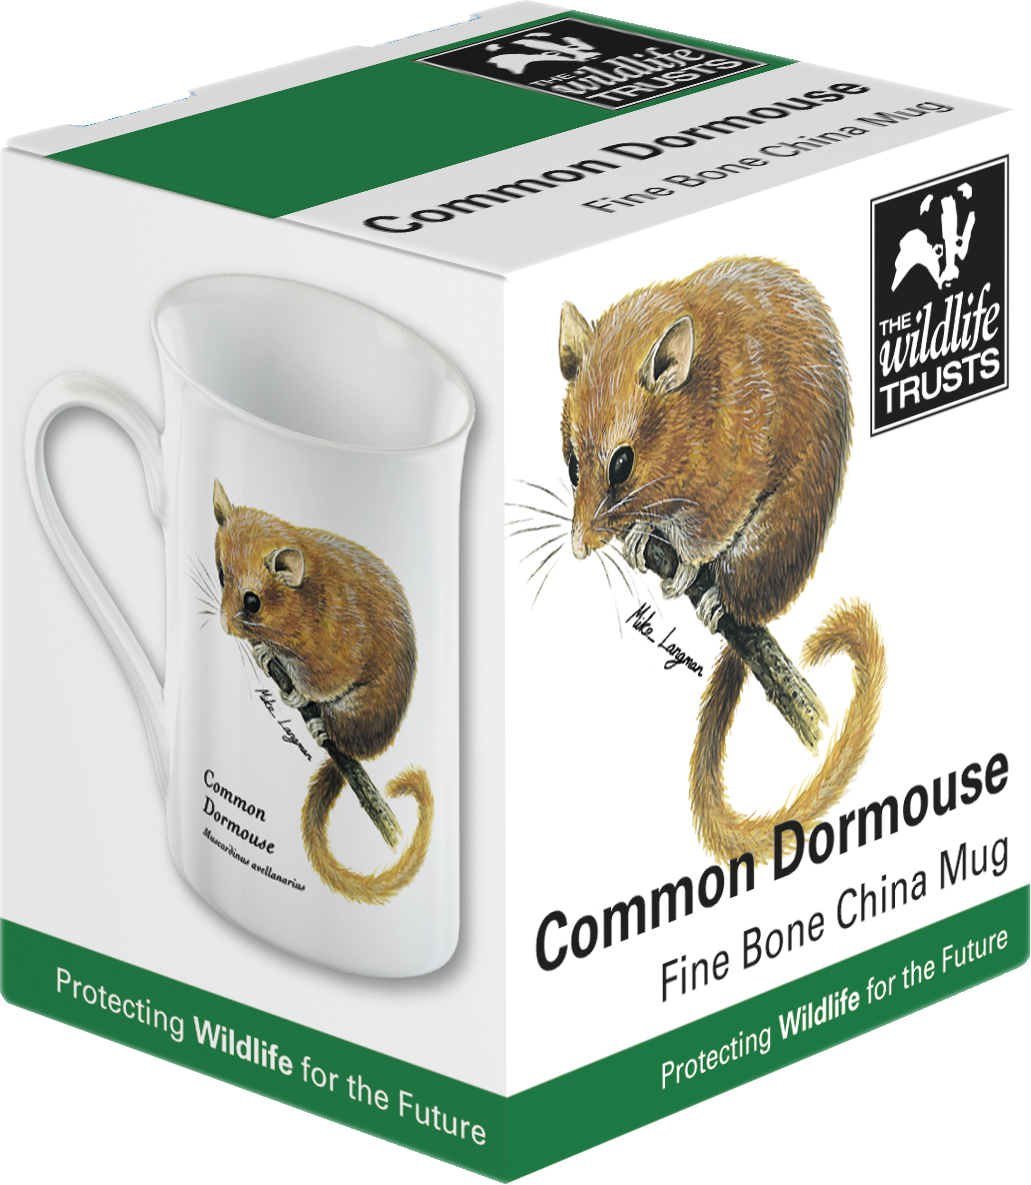 THE
wildlife
TRUSTS
Common Dormouse
Fine Bone China Mug
THE
wildlife
TRUSTS
Mike Langman
Common Dormouse
Fine Bone China Mug
Protecting Wildlife for the Future
Mike Langman
Common
Dormouse
Muscardinus avellanarius
Protecting Wildlife for the Future